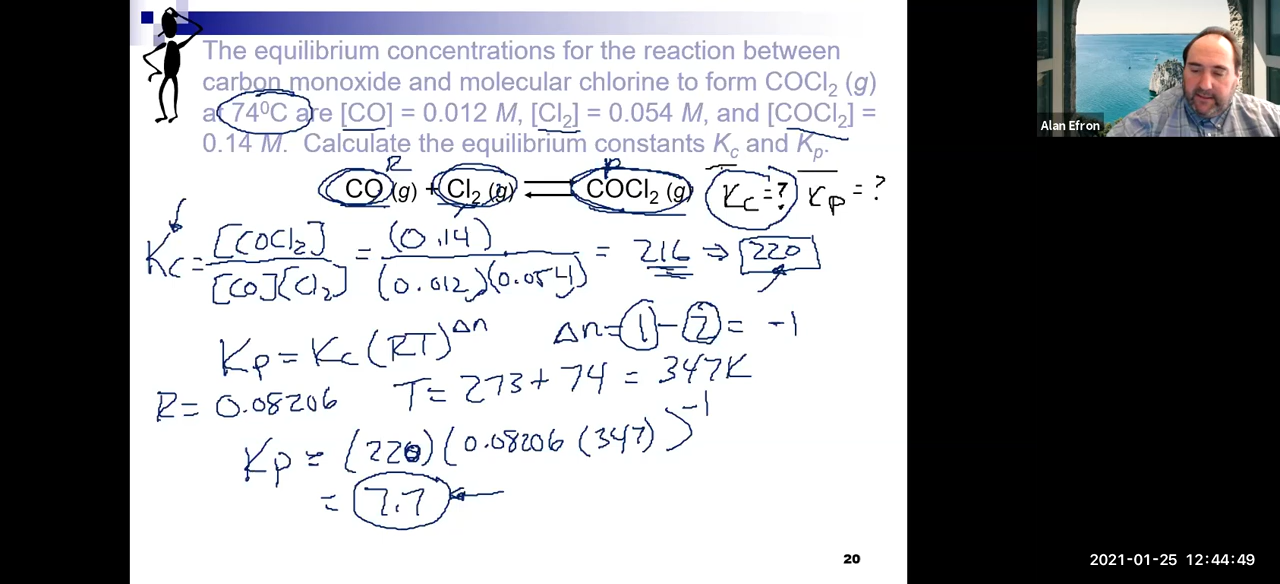 The equilibrium concentrations for the reaction between
carbon monoxide and molecular chlorine to form COCl₂ (g)
at 74⁰C are [CO] = 0.012 M, [Cl₂] = 0.054 M, and [COCl₂] =
0.14 M. Calculate the equilibrium constants Kc and Kp.
R P
CO (g) + Cl₂ (g) ⇌ COCl₂ (g) Kc = ? Kp = ?
Kc = [COCl₂] / [CO][Cl₂] = (0.14) / (0.012)(0.054) = 216 ⇒ 220
Kp = Kc (RT)^Δn Δn = 1 - 2 = -1
R = 0.08206 T = 273 + 74 = 347K
Kp = (220)(0.08206 (347))^-1
= 7.7
20
Alan Efron
2021-01-25 12:44:49